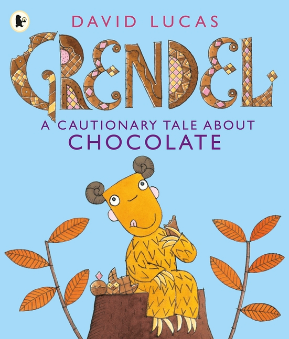 DAVID LUCAS
GRENDEL
A CAUTIONARY TALE ABOUT
CHOCOLATE